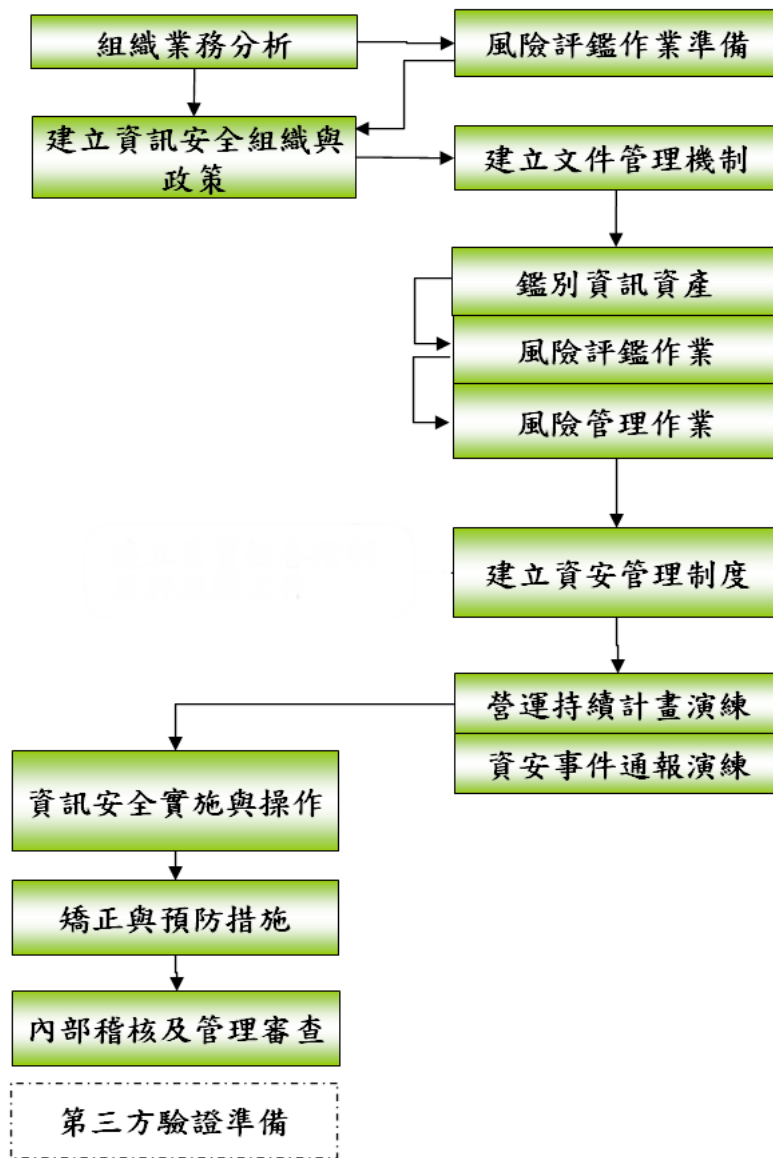 組織業務分析
風險評鑑作業準備
建立資訊安全組織與
政策
建立文件管理機制
鑑別資訊資產
風險評鑑作業
風險管理作業
建立資安管理制度
營運持續計畫演練
資安事件通報演練
資訊安全實施與操作
矯正與預防措施
內部稽核及管理審查
第三方驗證準備